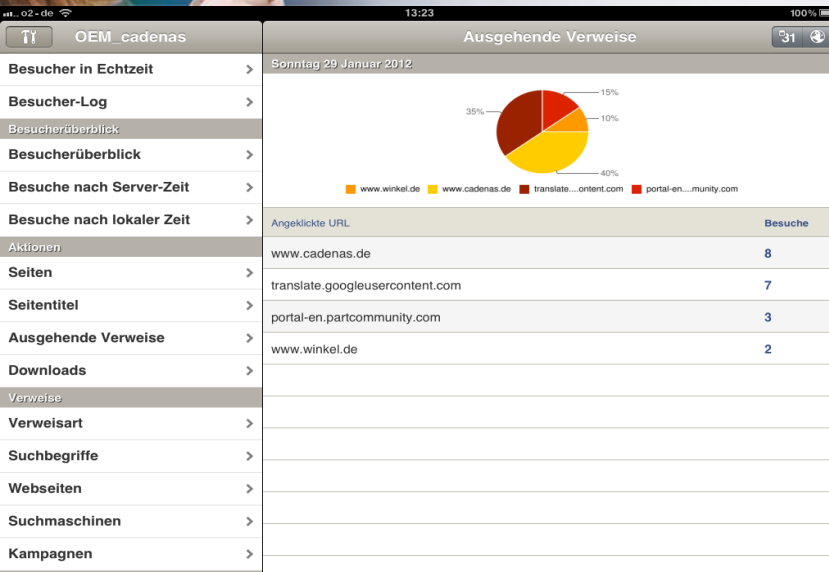 o2-de
13:23
100%
OEM_cadenas
Ausgehende Verweise
31
Besucher in Echtzeit
Besucher-Log
Besucherüberblick
Besucherüberblick
Besuche nach Server-Zeit
Besuche nach lokaler Zeit
Aktionen
Seiten
Seitentitel
Ausgehende Verweise
Downloads
Verweise
Verweisart
Suchbegriffe
Webseiten
Suchmaschinen
Kampagnen
Sonntag 29 Januar 2012
15%
35%
10%
40%
www.winkel.de www.cadenas.de translate....ontent.com portal-en....munity.com
Angeklickte URL Besuche
www.cadenas.de 8
translate.googleusercontent.com 7
portal-en.partcommunity.com 3
www.winkel.de 2